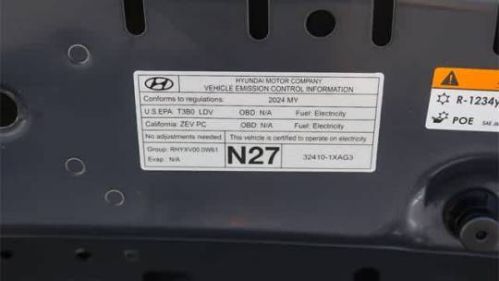 HYUNDAI
HYUNDAI MOTOR COMPANY
VEHICLE EMISSION CONTROL INFORMATION
Conforms to regulations: 2024 MY
U.S.EPA: T3B0 LDV OBD: N/A Fuel: Electricity
California: ZEV PC OBD: N/A Fuel: Electricity
No adjustments needed. This vehicle is certified to operate on electricity
Group: RHYXV00.0W61 N27 32410-1XAG3
Evap: N/A
R-1234y
POE SAE